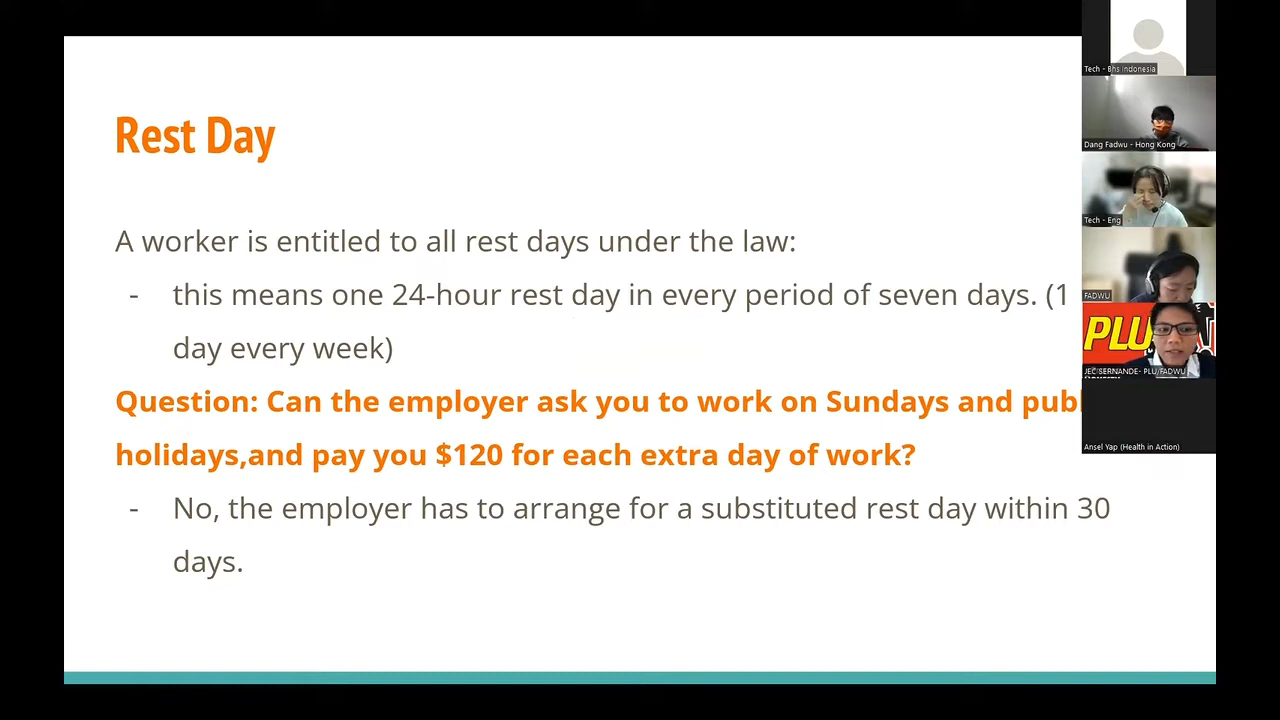 Rest Day
A worker is entitled to all rest days under the law:
- this means one 24-hour rest day in every period of seven days. (1
day every week)
Question: Can the employer ask you to work on Sundays and publ
holidays,and pay you $120 for each extra day of work?
- No, the employer has to arrange for a substituted rest day within 30
days.
Tech - Bhs Indonesia
Dang Fadwu - Hong Kong
Tech - Eng
FADWU
PLU
JEC SERNANDE- PLU/FADWU
Ansel Yap (Health in Action)